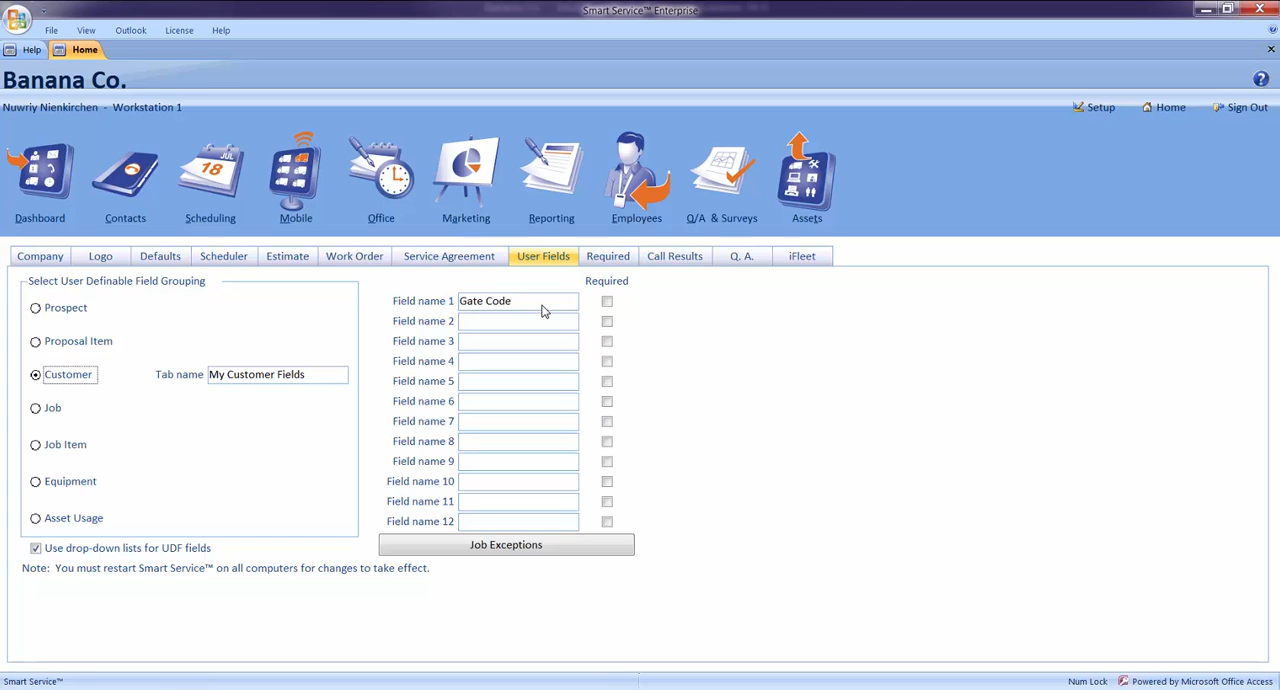 Smart Service™ Enterprise
File View Outlook License Help
Help Home
Banana Co.
Nuwriy Nienkirchen - Workstation 1
Setup Home Sign Out
JUL
18
Dashboard Contacts Scheduling Mobile Office Marketing Reporting Employees Q/A & Surveys Assets
Company Logo Defaults Scheduler Estimate Work Order Service Agreement User Fields Required Call Results Q. A. iFleet
Select User Definable Field Grouping
Required
Prospect
Proposal Item
Customer
Tab name My Customer Fields
Job
Job Item
Equipment
Asset Usage
Field name 1 Gate Code
Field name 2
Field name 3
Field name 4
Field name 5
Field name 6
Field name 7
Field name 8
Field name 9
Field name 10
Field name 11
Field name 12
Use drop-down lists for UDF fields
Job Exceptions
Note: You must restart Smart Service™ on all computers for changes to take effect.
Smart Service™
Num Lock Powered by Microsoft Office Access